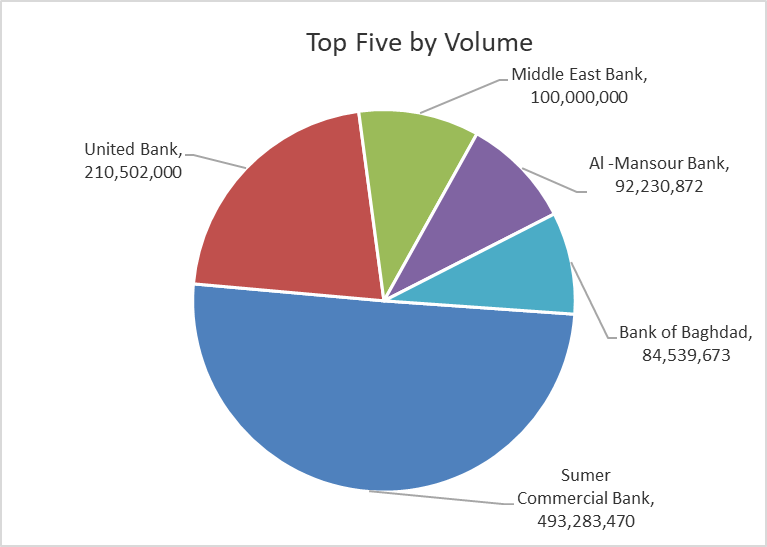 Top Five by Volume
Middle East Bank,
100,000,000
United Bank,
210,502,000
Al -Mansour Bank,
92,230,872
Bank of Baghdad,
84,539,673
Sumer
Commercial Bank,
493,283,470